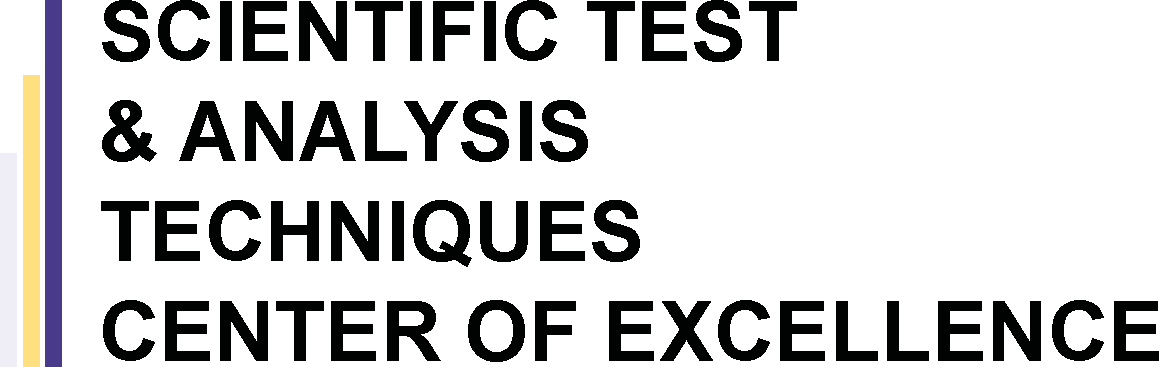 SCIENTIFIC TEST
& ANALYSIS
TECHNIQUES
CENTER OF EXCELLENCE